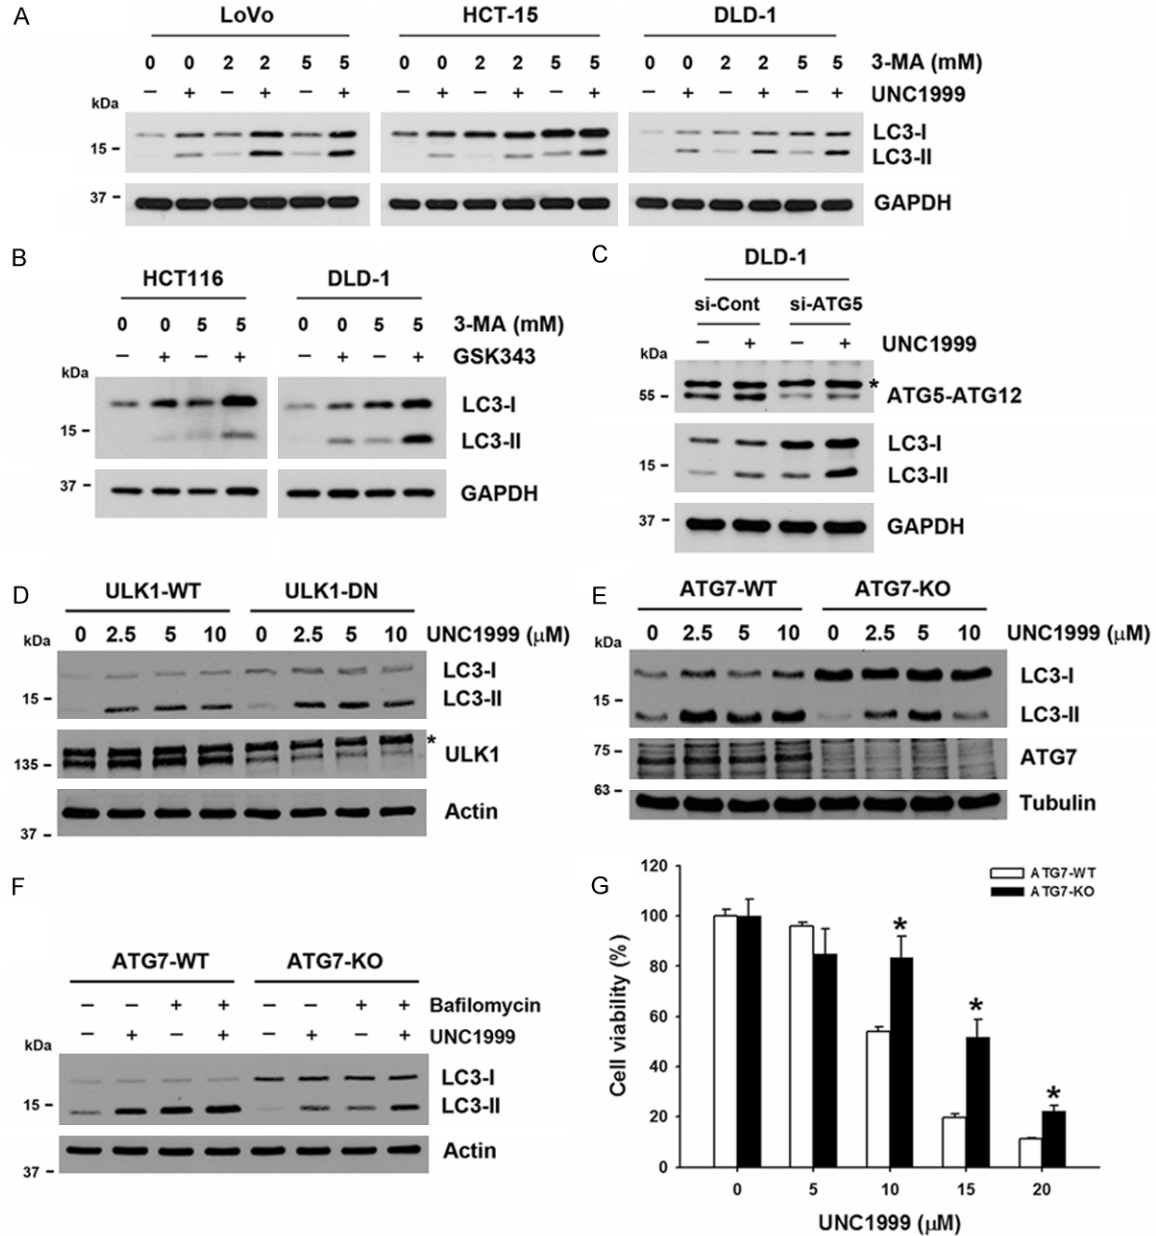 A
LoVo HCT-15 DLD-1
0 0 2 2 5 5 0 0 2 2 5 5 0 0 2 2 5 5 3-MA (mM)
− + − + − + − + − + − + − + − + − + UNC1999
kDa
LC3-I
15 −
LC3-II
37 −
GAPDH
B
HCT116 DLD-1
0 0 5 5 0 0 5 5 3-MA (mM)
− + − + − + − + GSK343
kDa
LC3-I
15 −
LC3-II
37 −
GAPDH
C
DLD-1
si-Cont si-ATG5
− + − + UNC1999
kDa
*
55 − ATG5-ATG12
LC3-I
15 −
LC3-II
37 −
GAPDH
D
ULK1-WT ULK1-DN
0 2.5 5 10 0 2.5 5 10 UNC1999 (µM)
kDa
LC3-I
15 −
LC3-II
*
ULK1
135 −
Actin
37 −
E
ATG7-WT ATG7-KO
0 2.5 5 10 0 2.5 5 10 UNC1999 (µM)
kDa
LC3-I
15 −
LC3-II
75 −
ATG7
63 −
Tubulin
F
ATG7-WT ATG7-KO
− − + + − − + + Bafilomycin
− + − + − + − + UNC1999
kDa
LC3-I
15 −
LC3-II
Actin
37 −
G
120
100
80
60
40
20
0
Cell viability (%)
ATG7-WT
ATG7-KO
*
*
*
0 5 10 15 20
UNC1999 (µM)